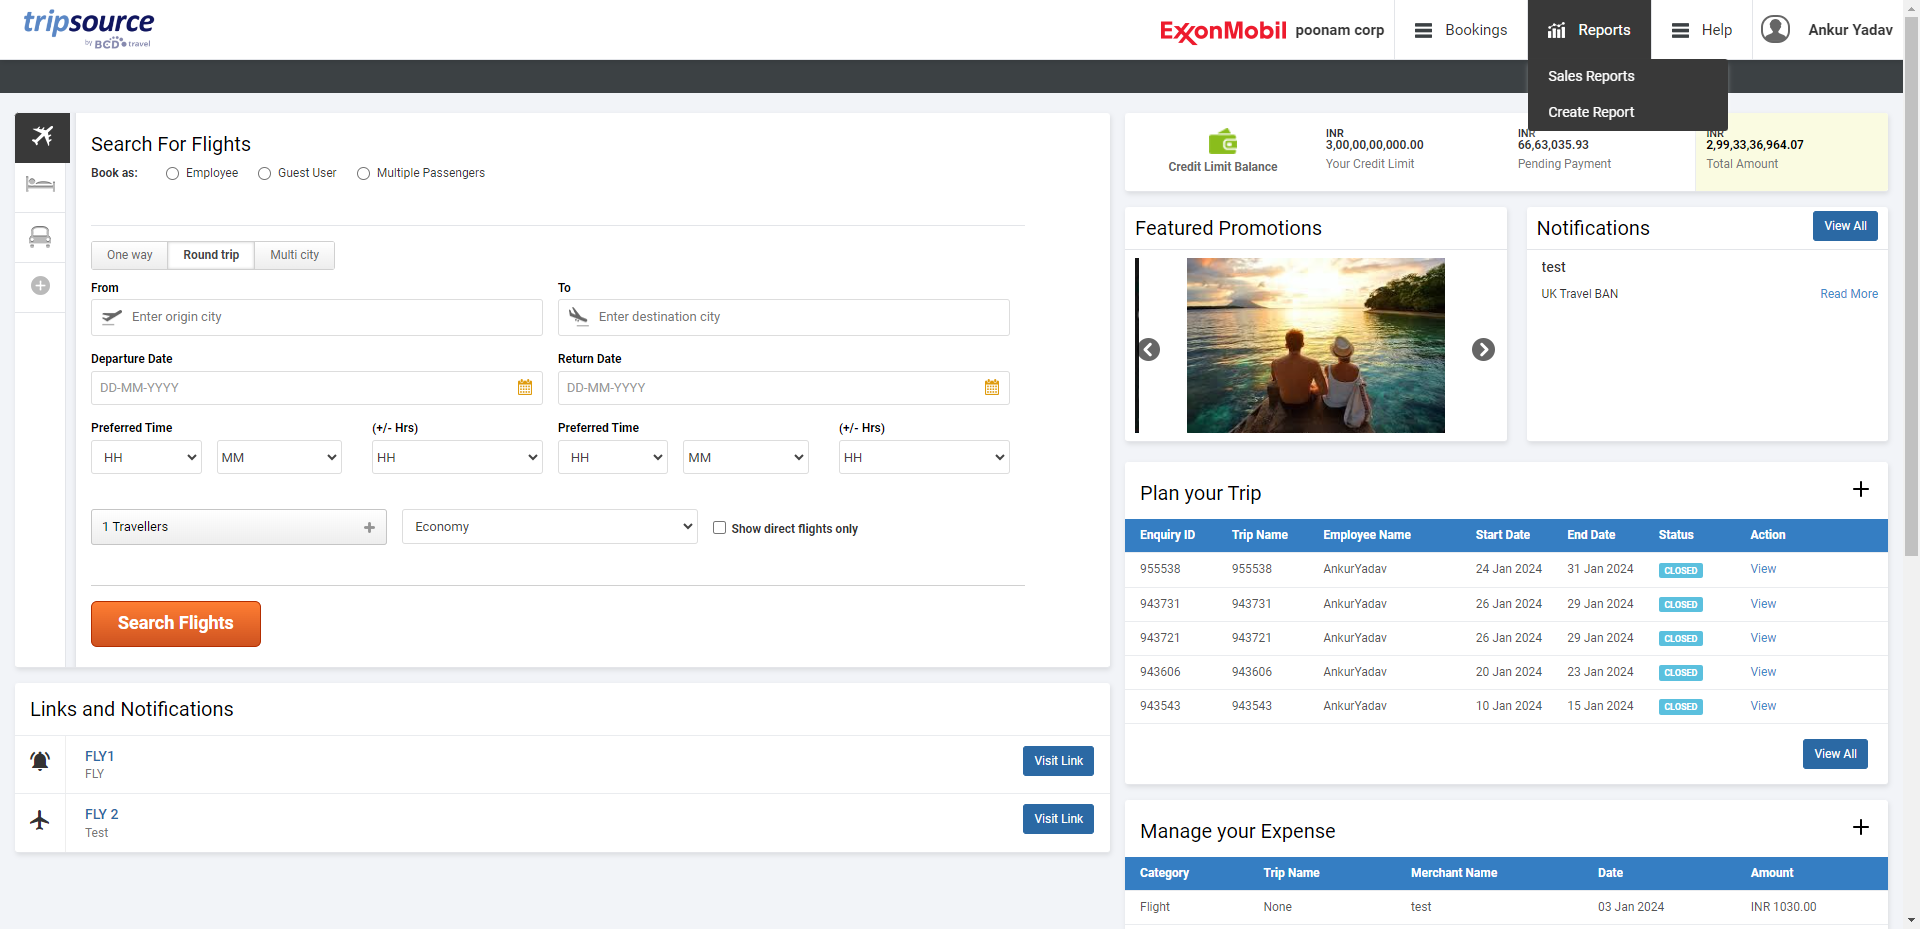 tripsource
by BCD travel
ExxonMobil poonam corp
Bookings
Reports
Help
Ankur Yadav
Sales Reports
Create Report
Search For Flights
Book as:
Employee
Guest User
Multiple Passengers
One way
Round trip
Multi city
From
To
Enter origin city
Enter destination city
Departure Date
Return Date
DD-MM-YYYY
DD-MM-YYYY
Preferred Time
(+/- Hrs)
Preferred Time
(+/- Hrs)
HH
MM
HH
HH
MM
HH
1 Travellers
Economy
Show direct flights only
Search Flights
Links and Notifications
FLY1
FLY
Visit Link
FLY 2
Test
Visit Link
Credit Limit Balance
INR
3,00,00,00,000.00
Your Credit Limit
INR
66,63,035.93
Pending Payment
INR
2,99,33,36,964.07
Total Amount
Featured Promotions
Notifications
View All
test
UK Travel BAN
Read More
Plan your Trip
Enquiry ID Trip Name Employee Name Start Date End Date Status Action
955538 955538 AnkurYadav 24 Jan 2024 31 Jan 2024 CLOSED View
943731 943731 AnkurYadav 26 Jan 2024 29 Jan 2024 CLOSED View
943721 943721 AnkurYadav 26 Jan 2024 29 Jan 2024 CLOSED View
943606 943606 AnkurYadav 20 Jan 2024 23 Jan 2024 CLOSED View
943543 943543 AnkurYadav 10 Jan 2024 15 Jan 2024 CLOSED View
View All
Manage your Expense
Category Trip Name Merchant Name Date Amount
Flight None test 03 Jan 2024 INR 1030.00